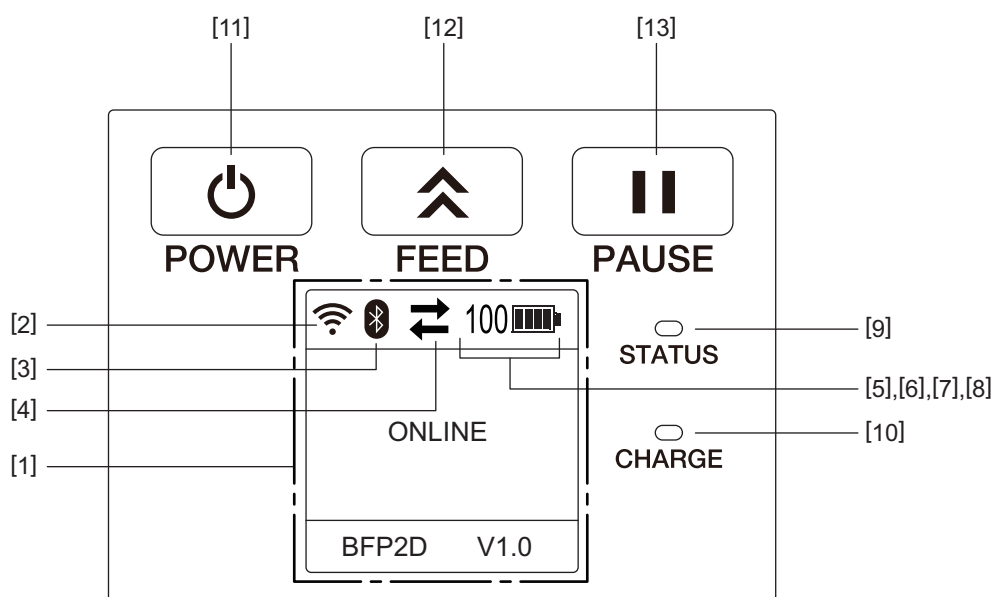 [11] [12] [13]
POWER FEED PAUSE
[2] 100 [9]
STATUS
[3]
[5],[6],[7],[8]
[4]
ONLINE [10]
[1] CHARGE
BFP2D V1.0